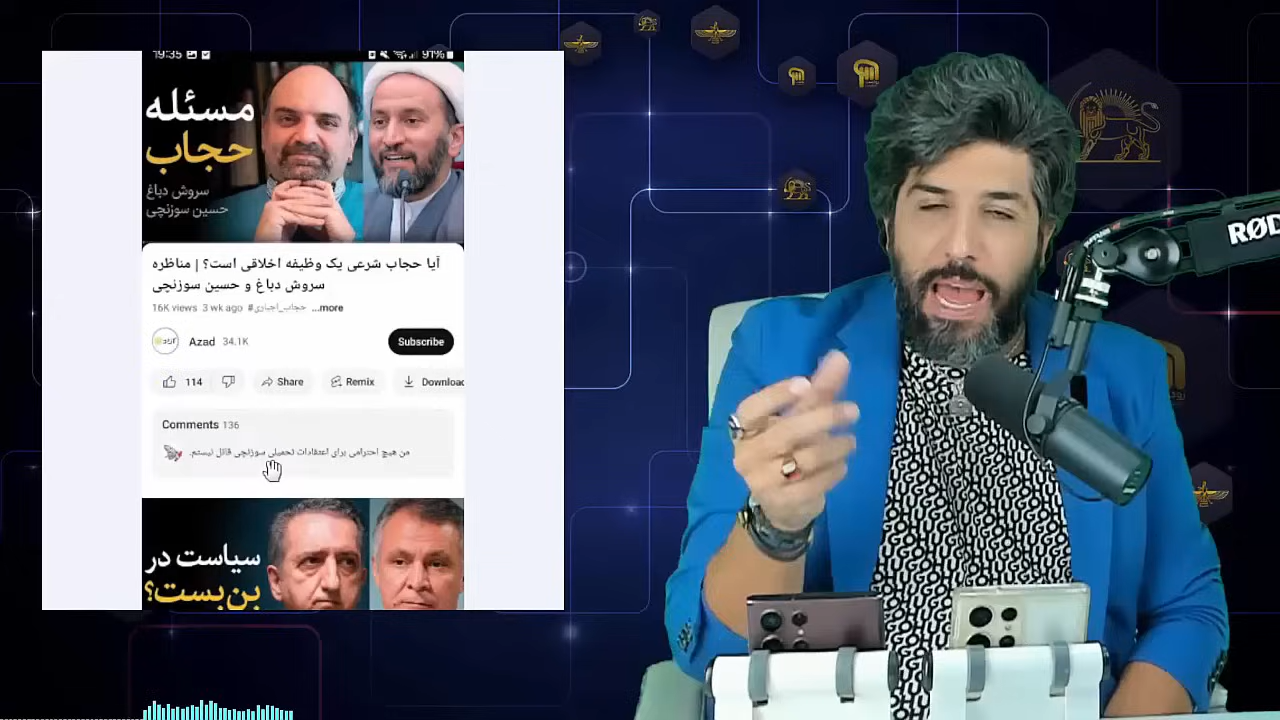 19:35
91%
مسئله
حجاب
سروش دباغ
حسین سوزنچی
آیا حجاب شرعی یک وظیفه اخلاقی است؟ | مناظره
سروش دباغ و حسین سوزنچی
16K views 3 wk ago #حجاب_اجباری ...more
Azad 34.1K
Subscribe
114
Share
Remix
Download
Comments 136
من هیچ احترامی برای اعتقادات تحمیلی سوزنچی قائل نیستم.
سیاست در
بن‌بست؟
RØD